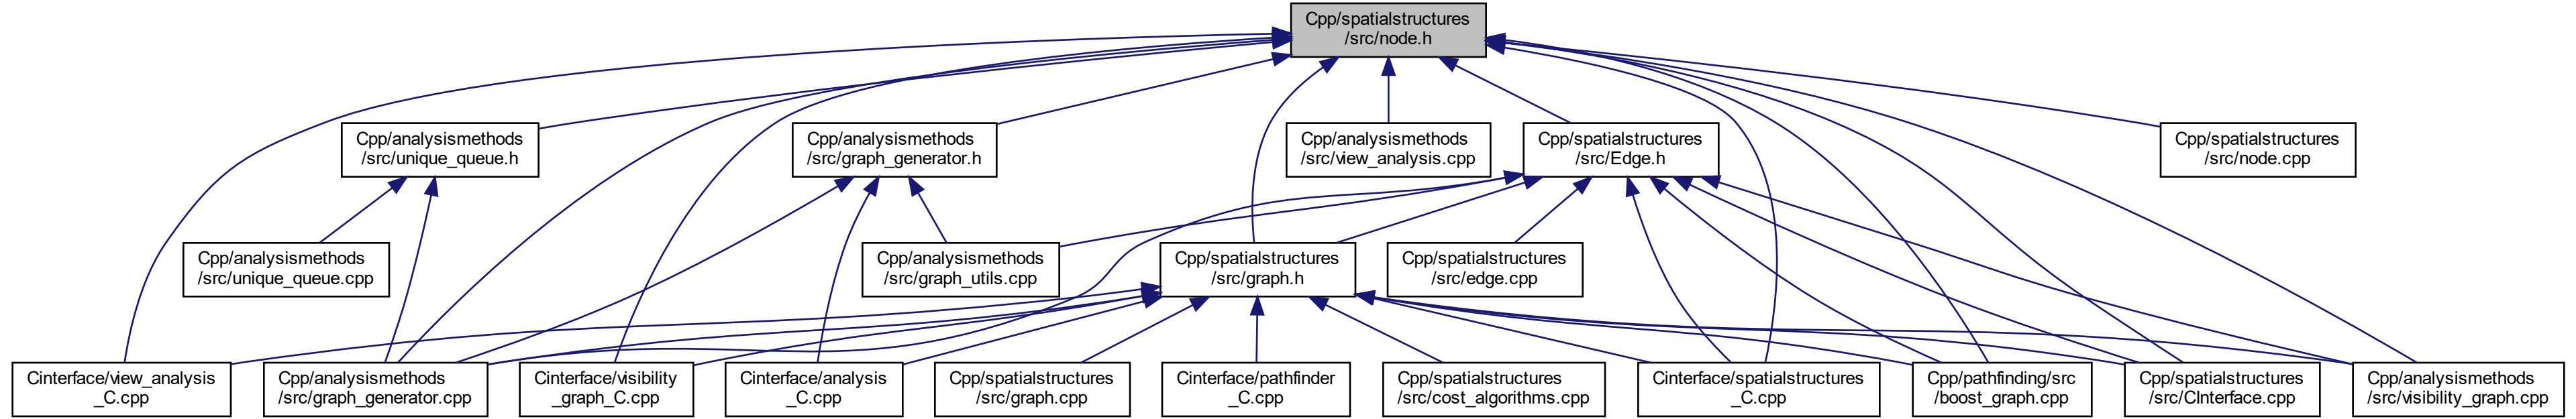 Cpp/spatialstructures
/src/node.h
Cpp/analysismethods
/src/unique_queue.h
Cpp/analysismethods
/src/graph_generator.h
Cpp/analysismethods
/src/view_analysis.cpp
Cpp/spatialstructures
/src/Edge.h
Cpp/spatialstructures
/src/node.cpp
Cpp/analysismethods
/src/unique_queue.cpp
Cpp/analysismethods
/src/graph_utils.cpp
Cpp/spatialstructures
/src/graph.h
Cpp/spatialstructures
/src/edge.cpp
Cinterface/view_analysis
_C.cpp
Cpp/analysismethods
/src/graph_generator.cpp
Cinterface/visibility
_graph_C.cpp
Cinterface/analysis
_C.cpp
Cpp/spatialstructures
/src/graph.cpp
Cinterface/pathfinder
_C.cpp
Cpp/spatialstructures
/src/cost_algorithms.cpp
Cinterface/spatialstructures
_C.cpp
Cpp/pathfinding/src
/boost_graph.cpp
Cpp/spatialstructures
/src/CInterface.cpp
Cpp/analysismethods
/src/visibility_graph.cpp